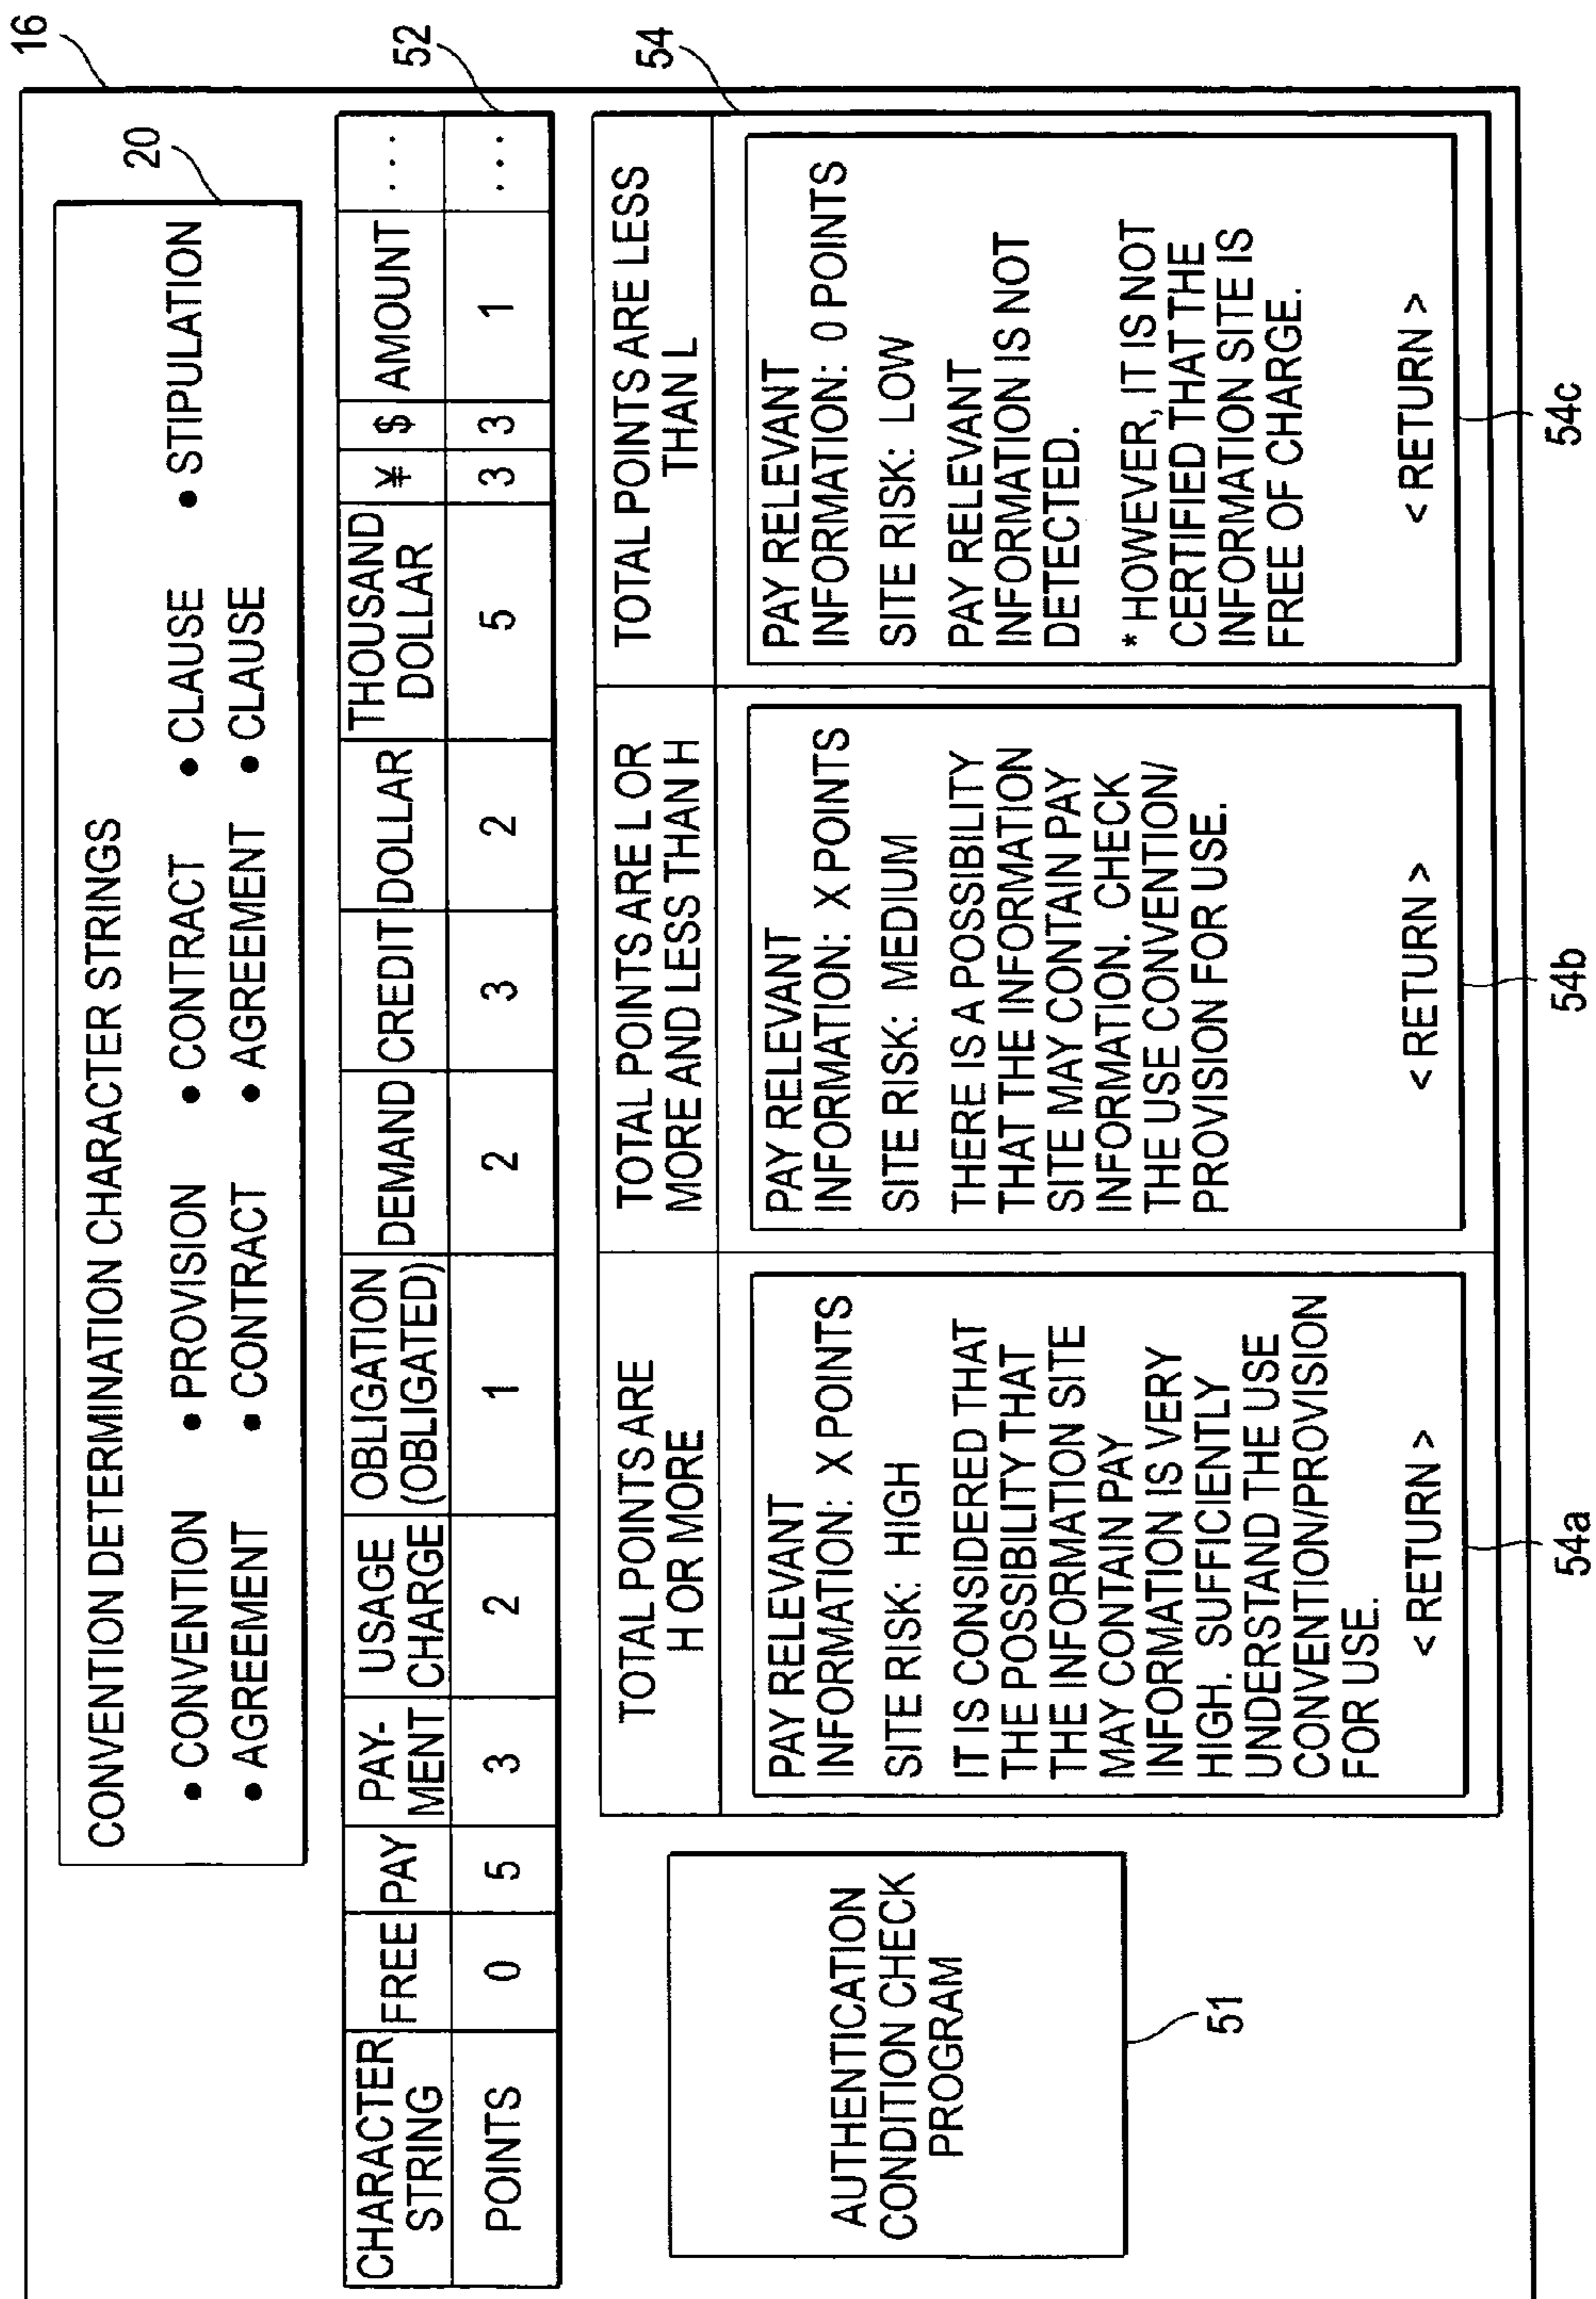 16
20
CONVENTION DETERMINATION CHARACTER STRINGS
• CONVENTION • PROVISION • CONTRACT • CLAUSE • STIPULATION
• AGREEMENT • CONTRACT • AGREEMENT • CLAUSE
52
CHARACTER STRING
FREE
PAY
PAY-
MENT
USAGE
CHARGE
OBLIGATION
(OBLIGATED)
DEMAND
CREDIT
DOLLAR
THOUSAND
DOLLAR
¥
$
AMOUNT
...
POINTS 0 5 3 2 1 2 3 2 5 3 3 1 ...
54
AUTHENTICATION
CONDITION CHECK
PROGRAM
51
TOTAL POINTS ARE
H OR MORE
PAY RELEVANT
INFORMATION: X POINTS
SITE RISK: HIGH
IT IS CONSIDERED THAT
THE POSSIBILITY THAT
THE INFORMATION SITE
MAY CONTAIN PAY
INFORMATION IS VERY
HIGH. SUFFICIENTLY
UNDERSTAND THE USE
CONVENTION/PROVISION
FOR USE.
< RETURN >
54a
TOTAL POINTS ARE L OR
MORE AND LESS THAN H
PAY RELEVANT
INFORMATION: X POINTS
SITE RISK: MEDIUM
THERE IS A POSSIBILITY
THAT THE INFORMATION
SITE MAY CONTAIN PAY
INFORMATION. CHECK
THE USE CONVENTION/
PROVISION FOR USE.
< RETURN >
54b
TOTAL POINTS ARE LESS
THAN L
PAY RELEVANT
INFORMATION: 0 POINTS
SITE RISK: LOW
PAY RELEVANT
INFORMATION IS NOT
DETECTED.
* HOWEVER, IT IS NOT
CERTIFIED THAT THE
INFORMATION SITE IS
FREE OF CHARGE.
< RETURN >
54c